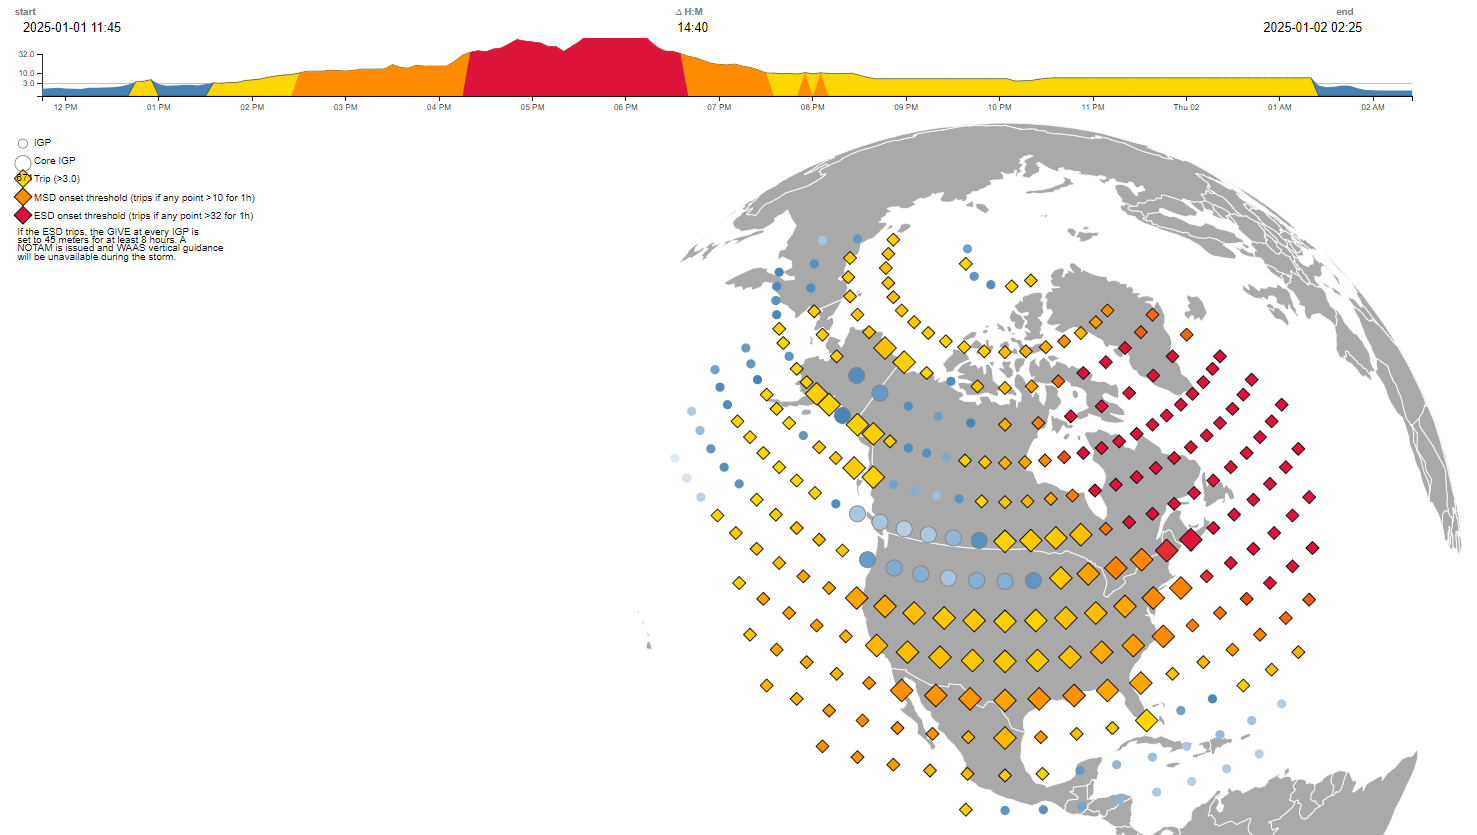 start
Δ H:M
end
2025-01-01 11:45
14:40
2025-01-02 02:25
32.0
10.0
3.0
12 PM 01 PM 02 PM 03 PM 04 PM 05 PM 06 PM 07 PM 08 PM 09 PM 10 PM 11 PM Thu 02 01 AM 02 AM
IGP
Core IGP
Trip (>3.0)
MSD onset threshold (trips if any point >10 for 1h)
ESD onset threshold (trips if any point >32 for 1h)
If the ESD trips, the GIVE at every IGP is
set to 45 meters for at least 8 hours. A
NOTAM is issued and WAAS vertical guidance
will be unavailable during the storm.